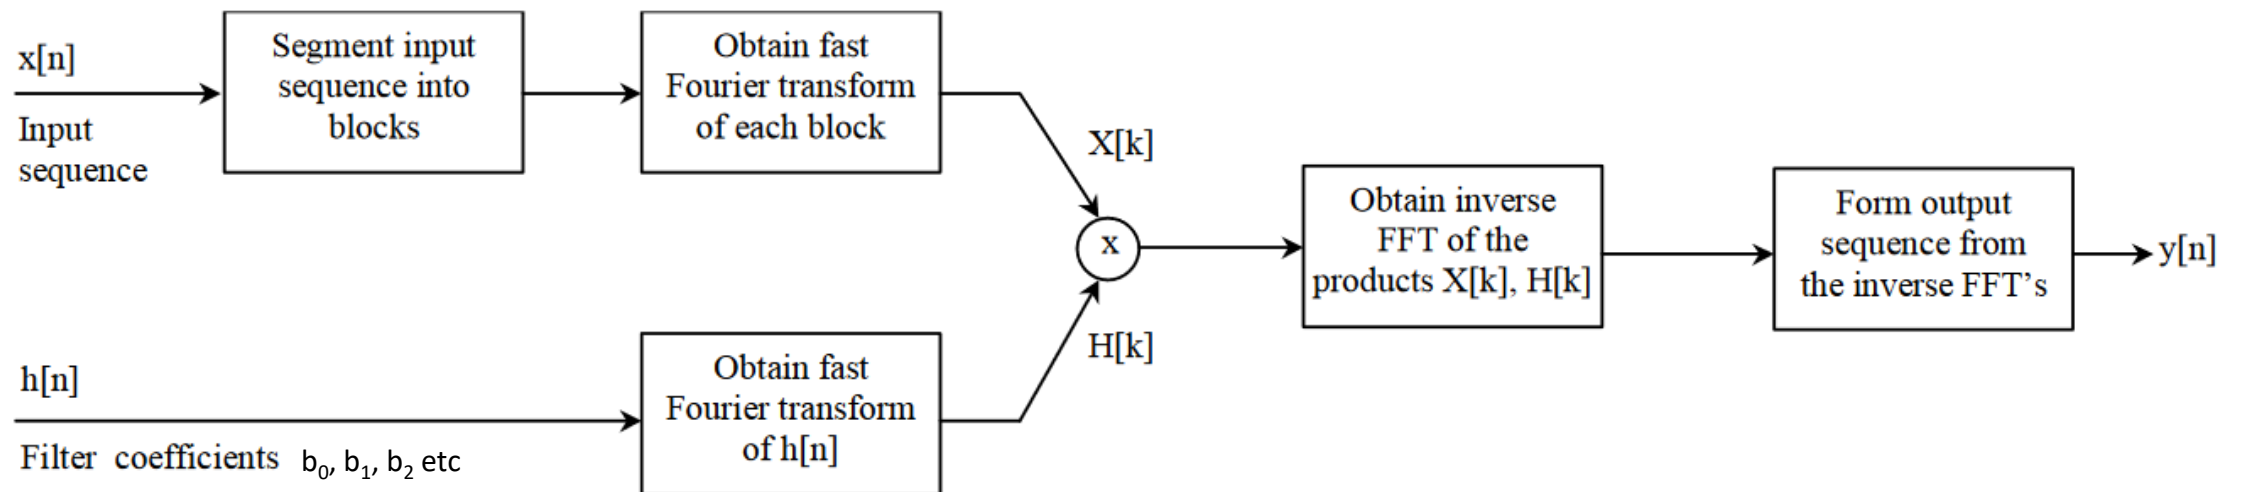 x[n]
Input
sequence
Segment input
sequence into
blocks
Obtain fast
Fourier transform
of each block
X[k]
x
H[k]
h[n]
Filter coefficients b₀, b₁, b₂ etc
Obtain fast
Fourier transform
of h[n]
Obtain inverse
FFT of the
products X[k], H[k]
Form output
sequence from
the inverse FFT's
y[n]